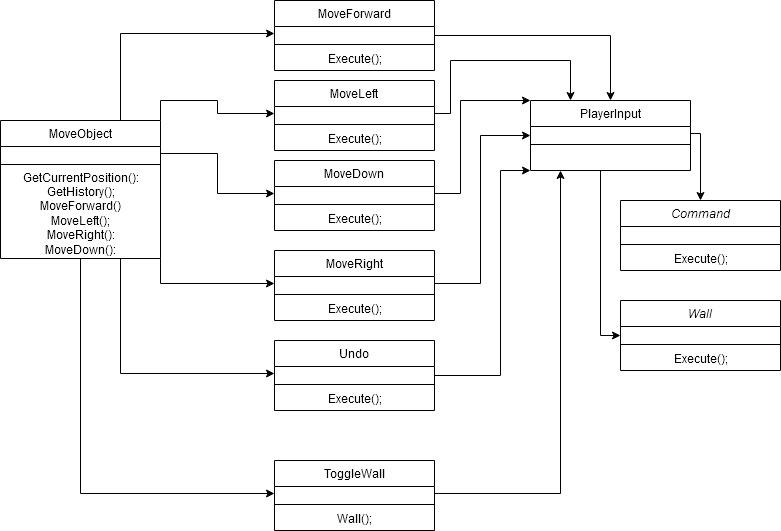 MoveForward
Execute();
MoveLeft
Execute();
MoveObject
GetCurrentPosition():
GetHistory();
MoveForward()
MoveLeft();
MoveRight():
MoveDown():
MoveDown
Execute();
MoveRight
Execute();
Undo
Execute();
ToggleWall
Wall();
PlayerInput
Command
Execute();
Wall
Execute();